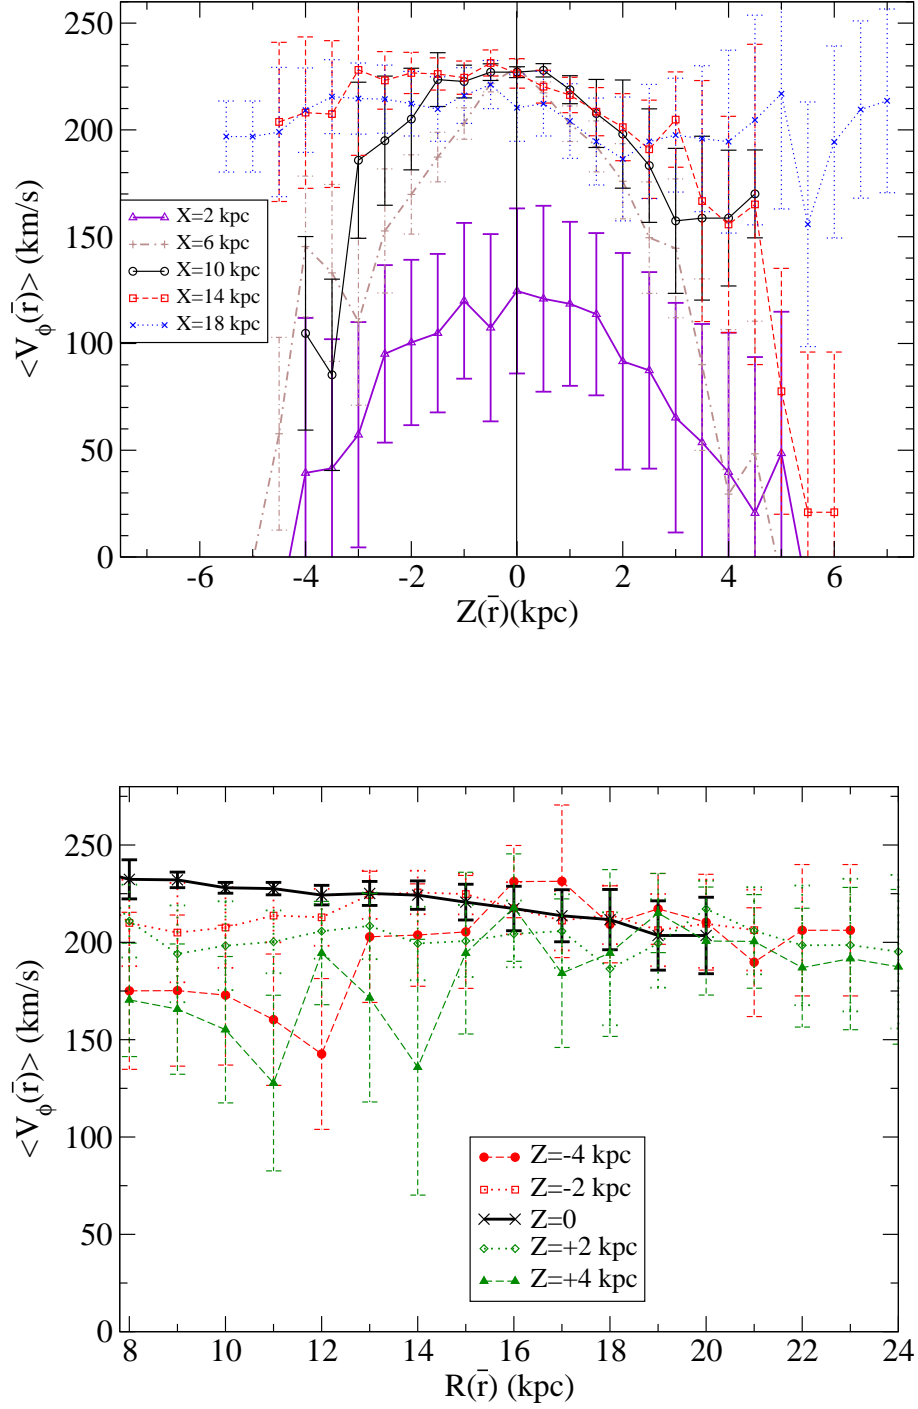 250
200
150
100
50
0
<V_ϕ(r̄)> (km/s)
X=2 kpc
X=6 kpc
X=10 kpc
X=14 kpc
X=18 kpc
-6 -4 -2 0 2 4 6
Z(r̄)(kpc)
250
200
150
100
50
0
<V_ϕ(r̄)> (km/s)
Z=-4 kpc
Z=-2 kpc
Z=0
Z=+2 kpc
Z=+4 kpc
8 10 12 14 16 18 20 22 24
R(r̄) (kpc)